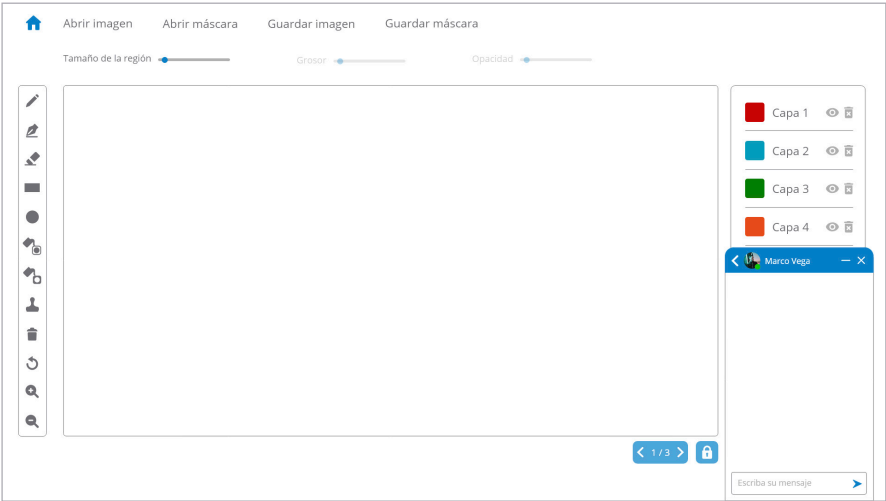 Abrir imagen Abrir máscara Guardar imagen Guardar máscara
Tamaño de la región Grosor Opacidad
Capa 1
Capa 2
Capa 3
Capa 4
Marco Vega
1 / 3
Escriba su mensaje